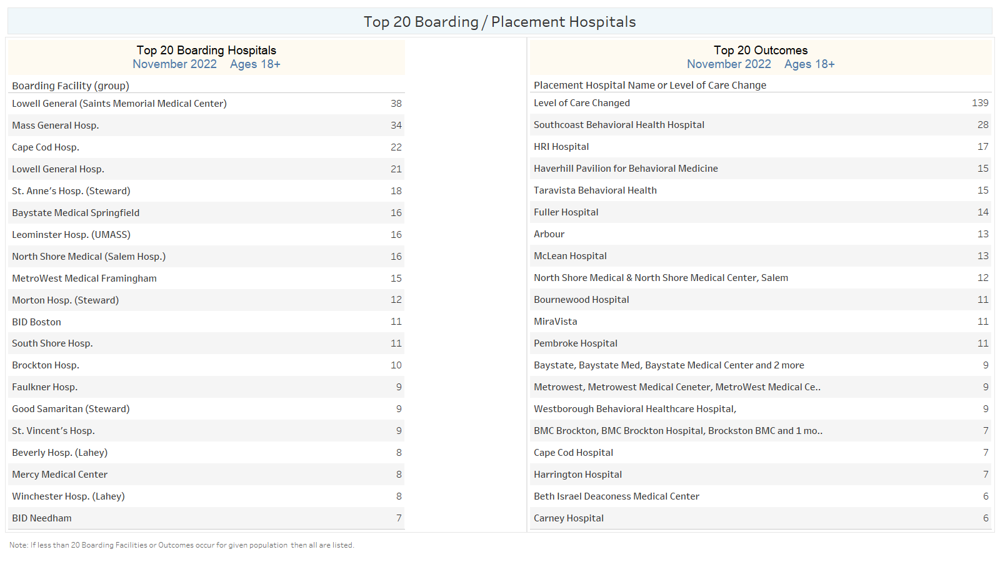 Top 20 Boarding / Placement Hospitals
Top 20 Boarding Hospitals
November 2022 Ages 18+
Boarding Facility (group)
Lowell General (Saints Memorial Medical Center) 38
Mass General Hosp. 34
Cape Cod Hosp. 22
Lowell General Hosp. 21
St. Anne's Hosp. (Steward) 18
Baystate Medical Springfield 16
Leominster Hosp. (UMASS) 16
North Shore Medical (Salem Hosp.) 16
MetroWest Medical Framingham 15
Morton Hosp. (Steward) 12
BID Boston 11
South Shore Hosp. 11
Brockton Hosp. 10
Faulkner Hosp. 9
Good Samaritan (Steward) 9
St. Vincent's Hosp. 9
Beverly Hosp. (Lahey) 8
Mercy Medical Center 8
Winchester Hosp. (Lahey) 8
BID Needham 7
Top 20 Outcomes
November 2022 Ages 18+
Placement Hospital Name or Level of Care Change
Level of Care Changed 139
Southcoast Behavioral Health Hospital 28
HRI Hospital 17
Haverhill Pavilion for Behavioral Medicine 15
Taravista Behavioral Health 15
Fuller Hospital 14
Arbour 13
McLean Hospital 13
North Shore Medical & North Shore Medical Center, Salem 12
Bournewood Hospital 11
MiraVista 11
Pembroke Hospital 11
Baystate, Baystate Med, Baystate Medical Center and 2 more 9
Metrowest, Metrowest Medical Ceneter, MetroWest Medical Ce.. 9
Westborough Behavioral Healthcare Hospital, 9
BMC Brockton, BMC Brockton Hospital, Brockston BMC and 1 mo.. 7
Cape Cod Hospital 7
Harrington Hospital 7
Beth Israel Deaconess Medical Center 6
Carney Hospital 6
Note: If less than 20 Boarding Facilities or Outcomes occur for given population then all are listed.